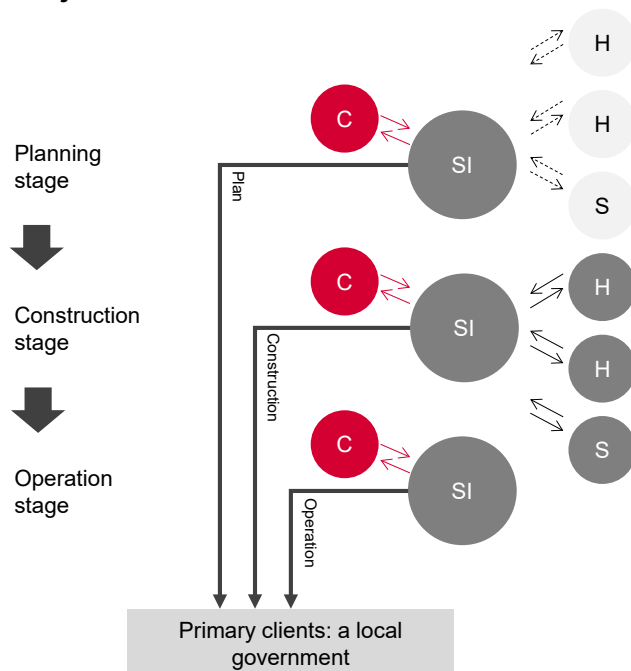 H
C
H
SI
Planning
stage
Plan
S
C
H
Construction
stage
SI
Construction
H
C
S
Operation
stage
SI
Operation
Primary clients: a local
government